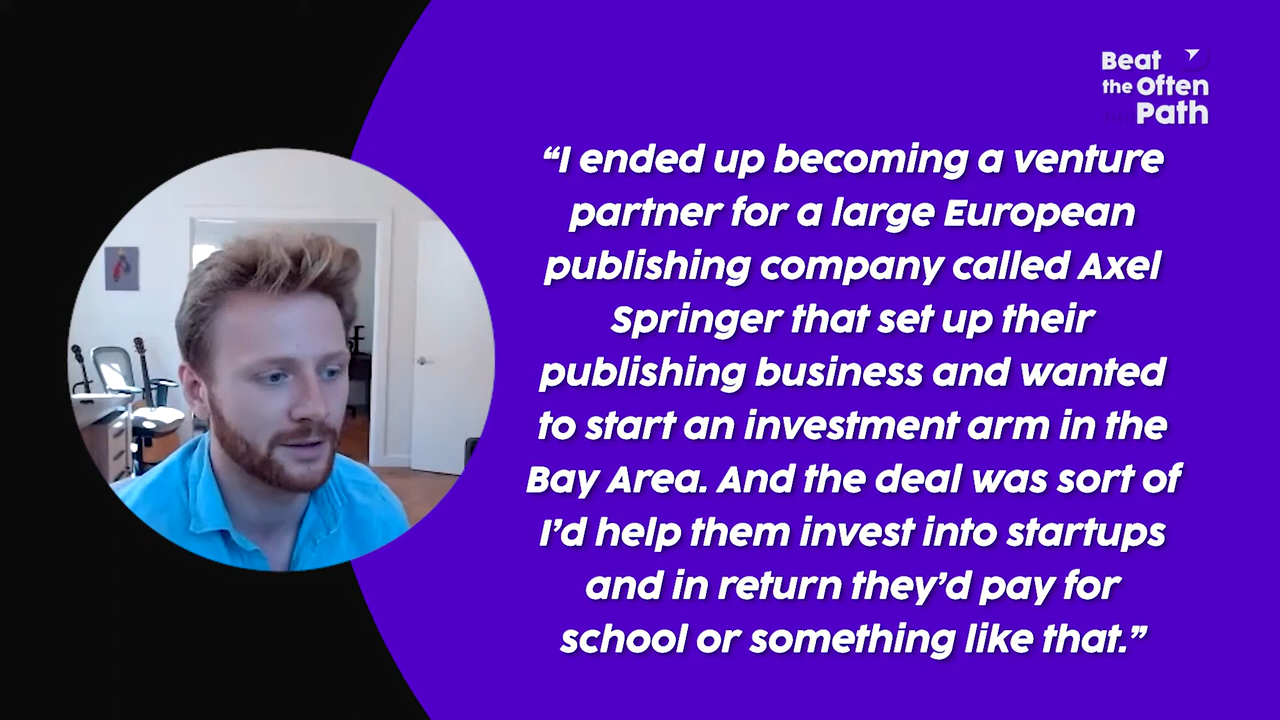 Beat
the Often
Path
“I ended up becoming a venture
partner for a large European
publishing company called Axel
Springer that set up their
publishing business and wanted
to start an investment arm in the
Bay Area. And the deal was sort of
I’d help them invest into startups
and in return they’d pay for
school or something like that.”